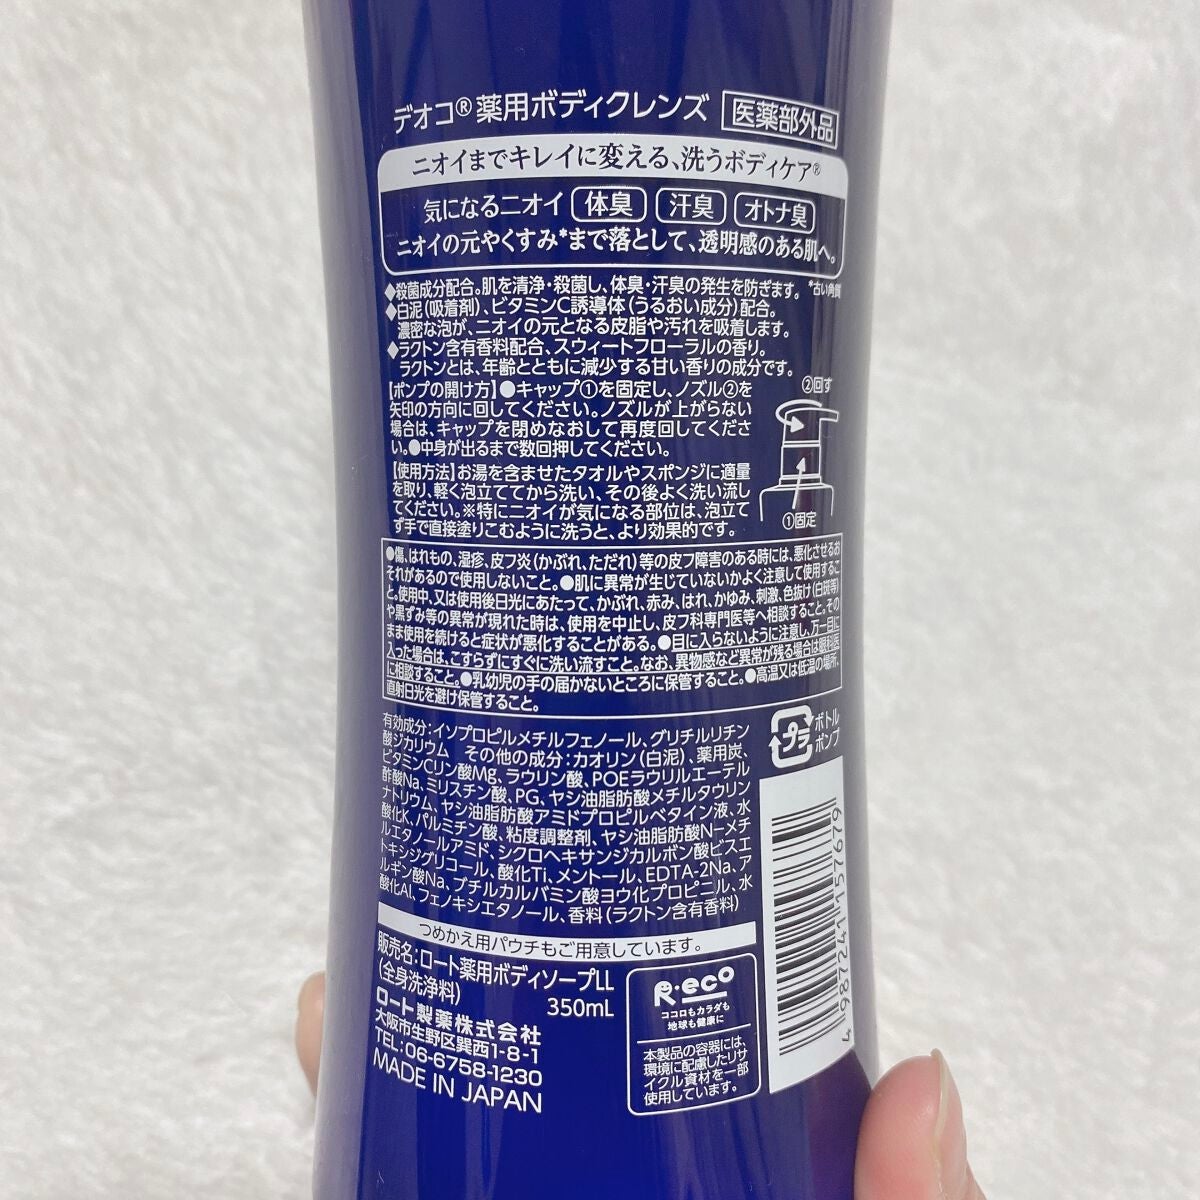 デオコ®薬用ボディクレンズ 医薬部外品
ニオイまでキレイに変える、洗うボディケア®
気になるニオイ 体臭 汗臭 オトナ臭
ニオイの元やくすみ*まで落として、透明感のある肌へ。
*古い角質
◆殺菌成分配合。肌を清浄・殺菌し、体臭・汗臭の発生を防ぎます。
◆白泥(吸着剤)、ビタミンC誘導体(うるおい成分)配合。
濃密な泡が、ニオイの元となる皮脂や汚れを吸着します。
◆ラクトン含有香料配合、スウィートフローラルの香り。
ラクトンとは、年齢とともに減少する甘い香りの成分です。
【ポンプの開け方】●キャップ①を固定し、ノズル②を
矢印の方向に回してください。ノズルが上がらない
場合は、キャップを閉めなおして再度回してくださ
い。●中身が出るまで数回押してください。
②回す
①固定
【使用方法】お湯を含ませたタオルやスポンジに適量
を取り、軽く泡立ててから洗い、その後よく洗い流し
てください。※特にニオイが気になる部位は、泡立て
ず手で直接塗りこむように洗うと、より効果的です。
●傷、はれもの、湿疹、皮フ炎(かぶれ、ただれ)等の皮フ障害のある時には、悪化させるお
それがあるので使用しないこと。●肌に異常が生じていないかよく注意して使用するこ
と。使用中、又は使用後日光にあたって、かぶれ、赤み、はれ、かゆみ、刺激、色抜け(白斑等)
や黒ずみ等の異常が現れた時は、使用を中止し、皮フ科専門医等へ相談すること。その
まま使用を続けると症状が悪化することがある。●目に入らないように注意し、万一目に
入った場合は、こすらずにすぐに洗い流すこと。なお、異物感など異常が残る場合は眼科医
に相談すること。●乳幼児の手の届かないところに保管すること。●高温又は低温の場所、
直射日光を避け保管すること。
有効成分:イソプロピルメチルフェノール、グリチルリチン
酸ジカリウム その他の成分:カオリン(白泥)、薬用炭、
ビタミンCリン酸Mg、ラウリン酸、POEラウリルエーテル
酢酸Na、ミリスチン酸、PG、ヤシ油脂肪酸メチルタウリン
ナトリウム、ヤシ油脂肪酸アミドプロピルベタイン液、水
酸化K、パルミチン酸、粘度調整剤、ヤシ油脂肪酸N-メチ
ルエタノールアミド、シクロヘキサンジカルボン酸ビスエ
トキシジグリコール、酸化Ti、メントール、EDTA-2Na、ア
ルギン酸Na、ブチルカルバミン酸ヨウ化プロピニル、水
酸化Al、フェノキシエタノール、香料(ラクトン含有香料)
プラ
ボトル
ポンプ
4 987241 157679
つめかえ用パウチもご用意しています。
販売名:ロート薬用ボディソープLL
(全身洗浄料) 350mL
ロート製薬株式会社
大阪市生野区巽西1-8-1
TEL:06-6758-1230
MADE IN JAPAN
R・eco
ココロもカラダも
地球も健康に
本製品の容器には、
環境に配慮したリサ
イクル資材を一部
使用しています。